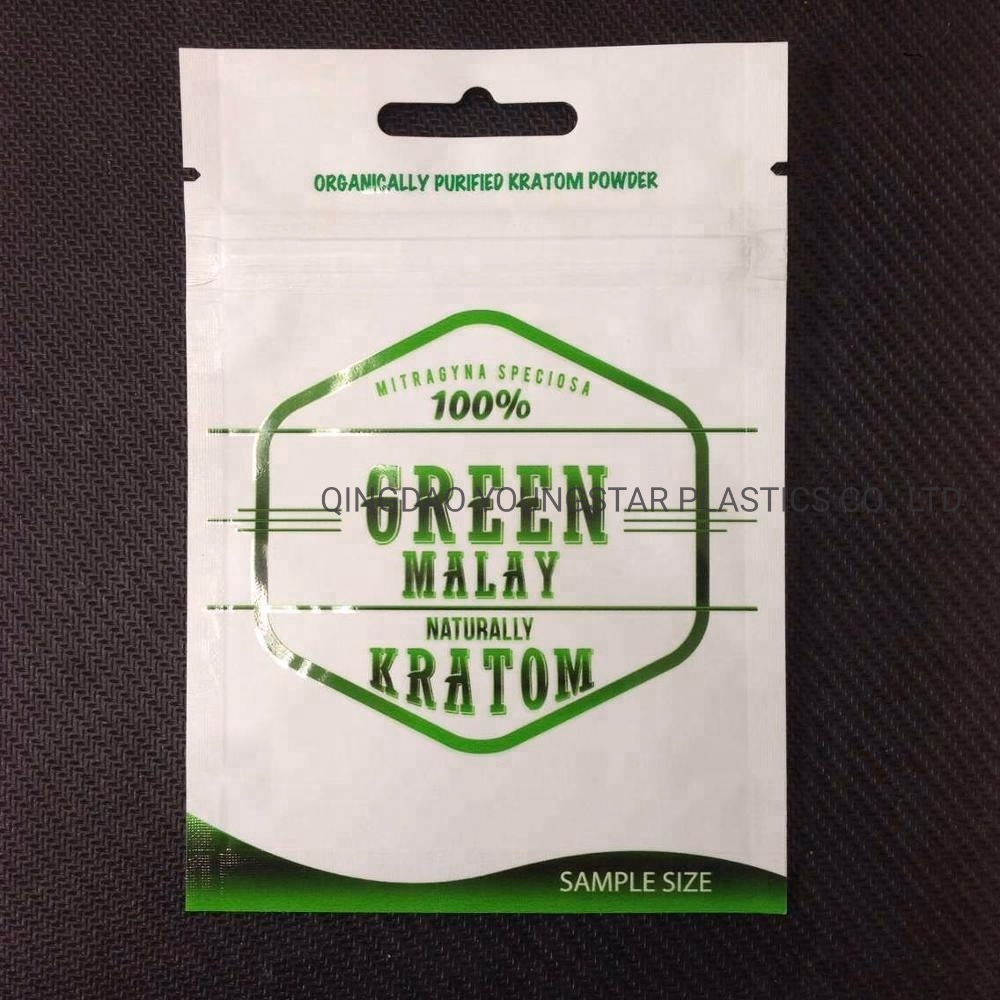 ORGANICALLY PURIFIED KRATOM POWDER
MITRAGYNA SPECIOSA
100%
GREEN
QINGDAO YOUNGSTAR PLASTICS CO., LTD
MALAY
NATURALLY
KRATOM
SAMPLE SIZE